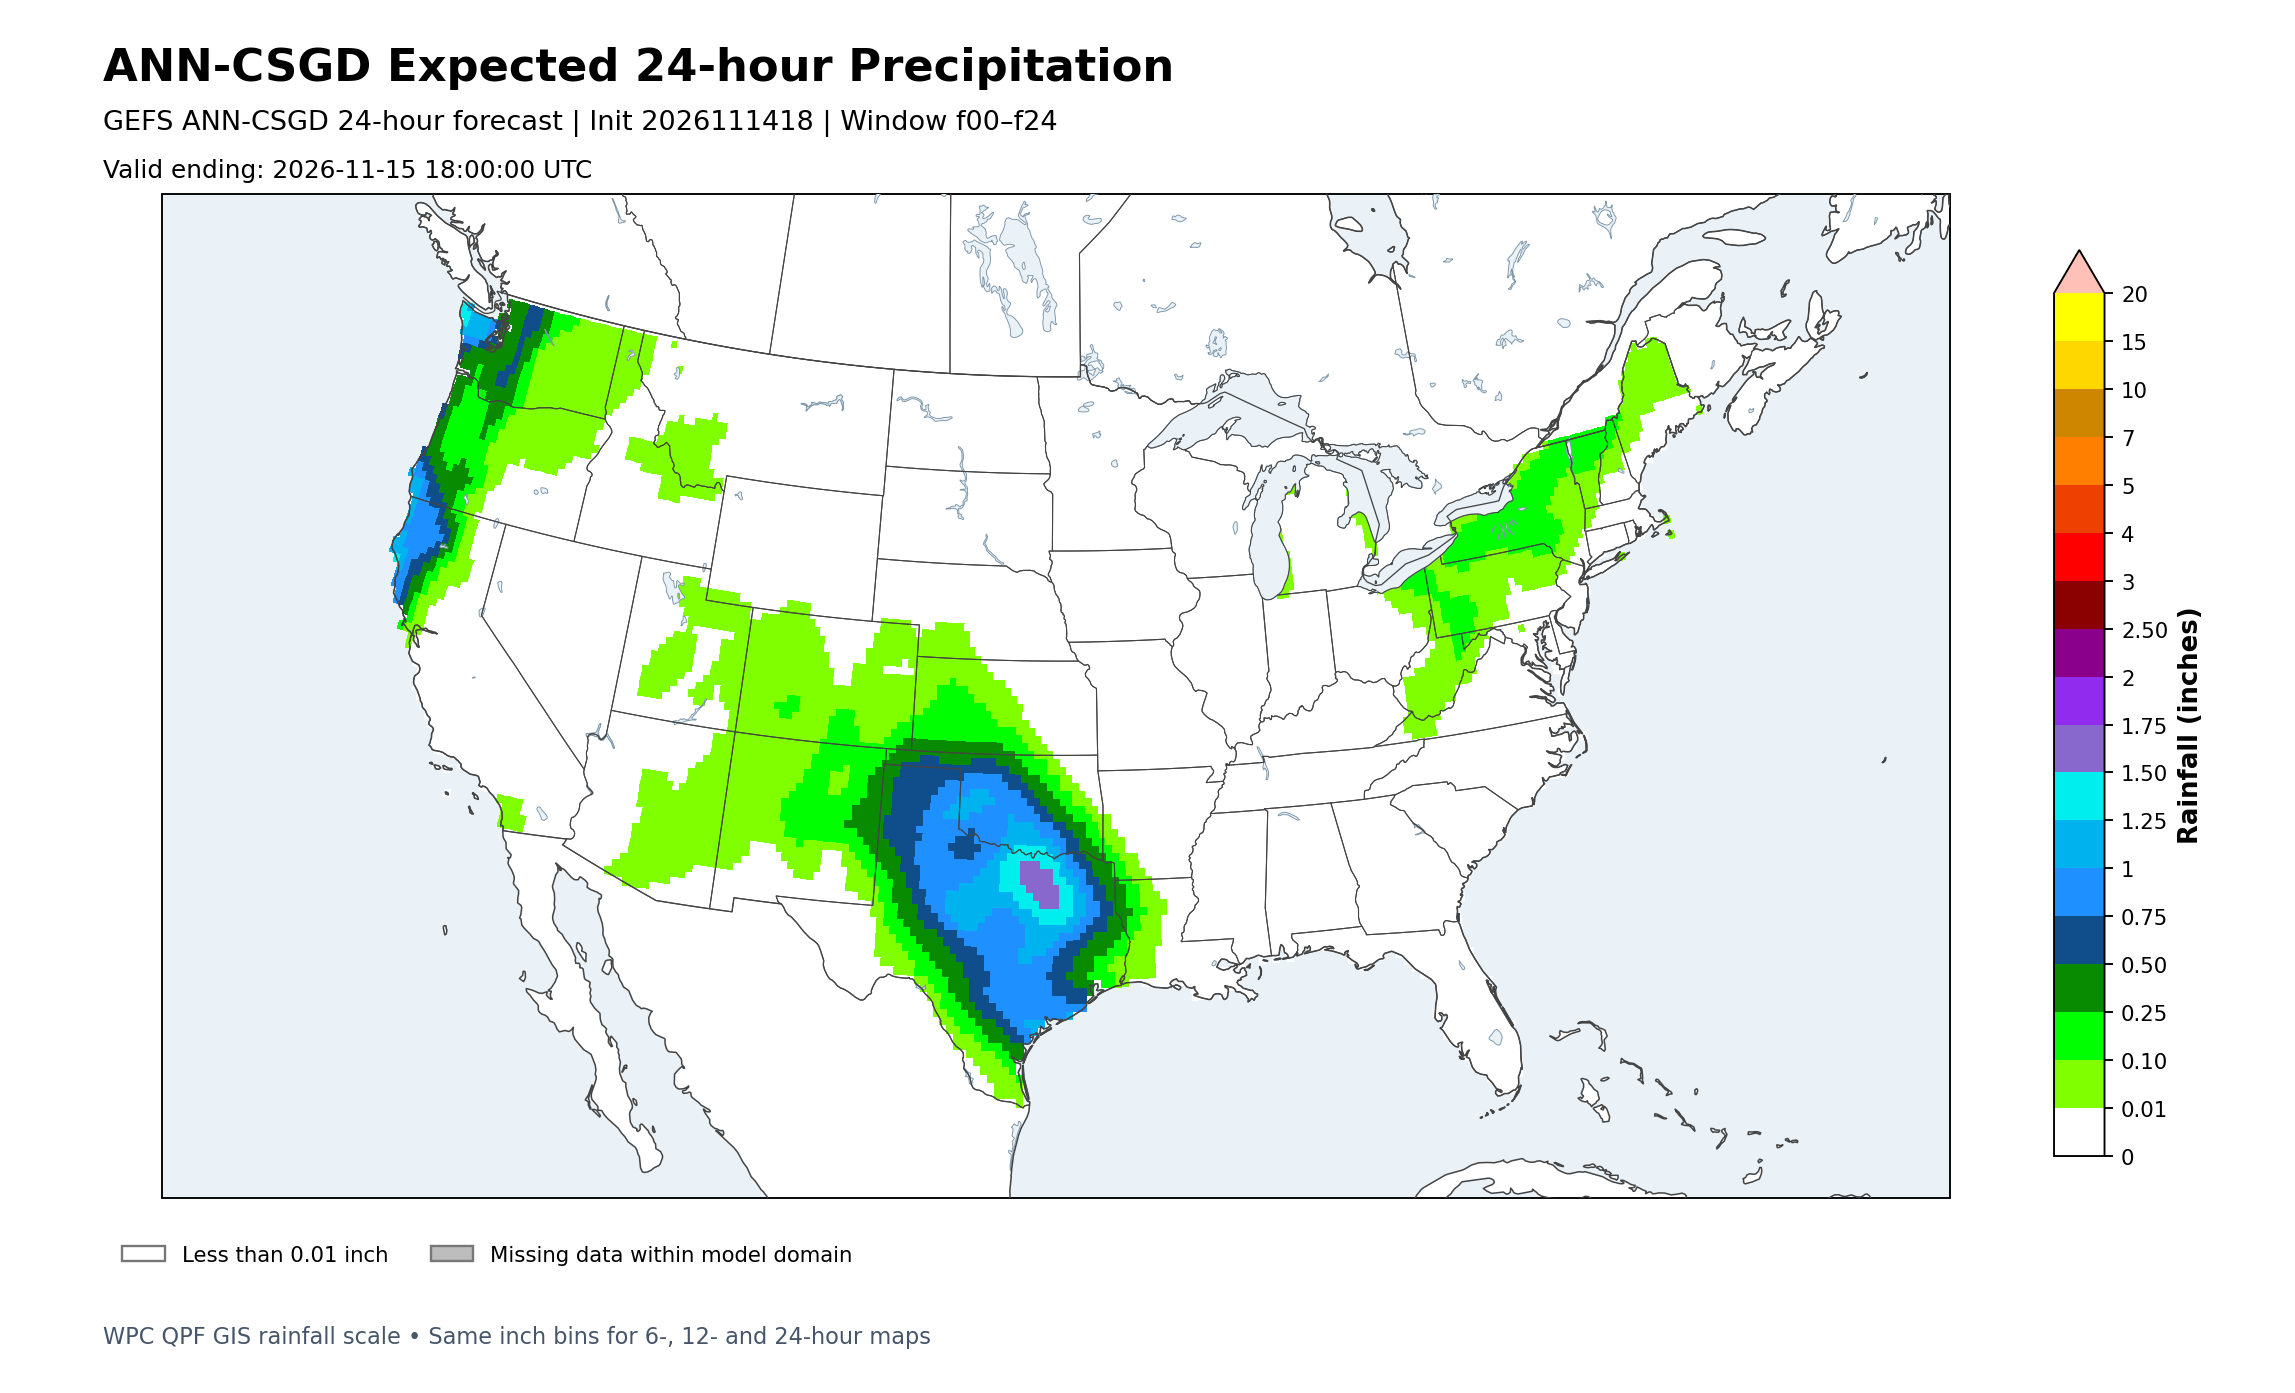 ANN-CSGD Expected 24-hour Precipitation
GEFS ANN-CSGD 24-hour forecast | Init 2026111418 | Window f00–f24
Valid ending: 2026-11-15 18:00:00 UTC
20
15
10
7
5
4
3
2.50
2
1.75
1.50
1.25
1
0.75
0.50
0.25
0.10
0.01
0
Rainfall (inches)
Less than 0.01 inch
Missing data within model domain
WPC QPF GIS rainfall scale • Same inch bins for 6-, 12- and 24-hour maps